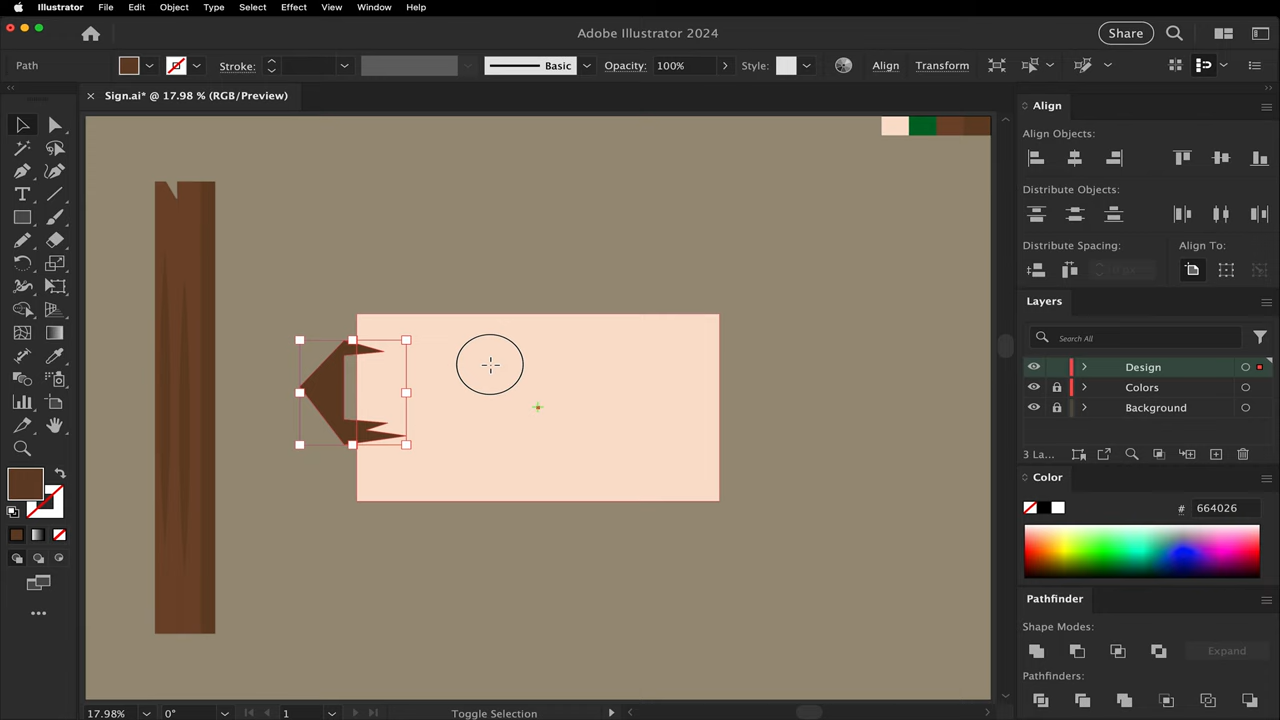 Illustrator File Edit Object Type Select Effect View Window Help
Adobe Illustrator 2024
Share
Path
Stroke:
Basic
Opacity: 100%
Style:
Align
Transform
Sign.ai* @ 17.98 % (RGB/Preview)
Align
Align Objects:
Distribute Objects:
Distribute Spacing:
Align To:
Layers
Search All
Design
Colors
Background
3 La...
Color
# 664026
Pathfinder
Shape Modes:
Expand
Pathfinders:
17.98%
0°
1
Toggle Selection